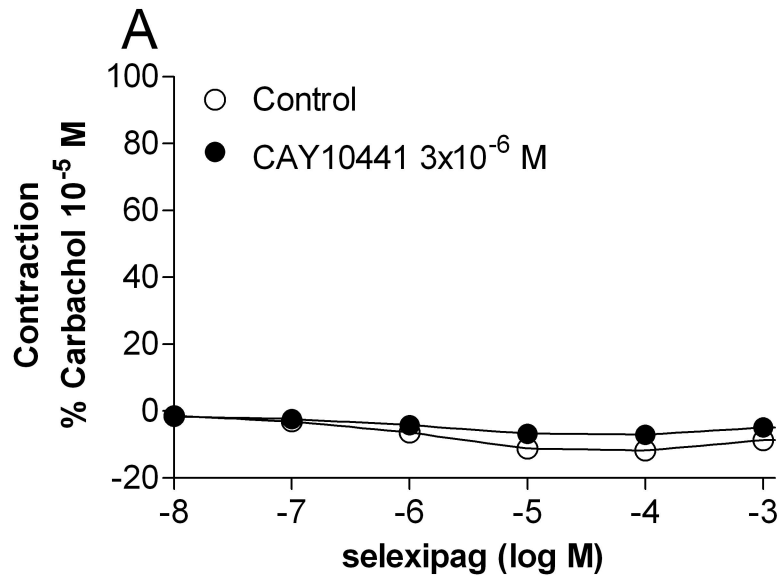 A
100
80
60
40
20
0
-20
Contraction
% Carbachol 10⁻⁵ M
Control
CAY10441 3x10⁻⁶ M
-8 -7 -6 -5 -4 -3
selexipag (log M)